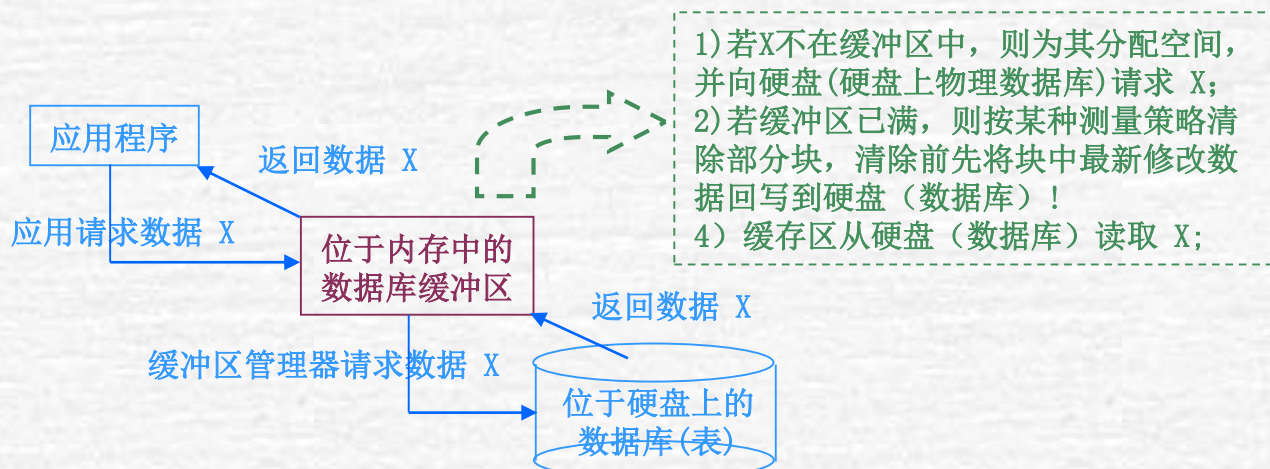 1)若X不在缓冲区中，则为其分配空间，
并向硬盘(硬盘上物理数据库)请求 X；
2)若缓冲区已满，则按某种测量策略清
除部分块，清除前先将块中最新修改数
据回写到硬盘（数据库）！
4）缓存区从硬盘（数据库）读取 X;
应用程序
返回数据 X
应用请求数据 X
位于内存中的
数据库缓冲区
返回数据 X
缓冲区管理器请求数据 X
位于硬盘上的
数据库(表)